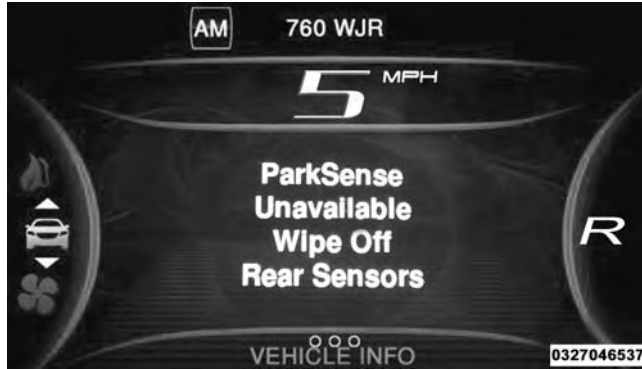 AM 760 WJR
5 MPH
ParkSense
Unavailable
Wipe Off
Rear Sensors
R
VEHICLE INFO
0327046537